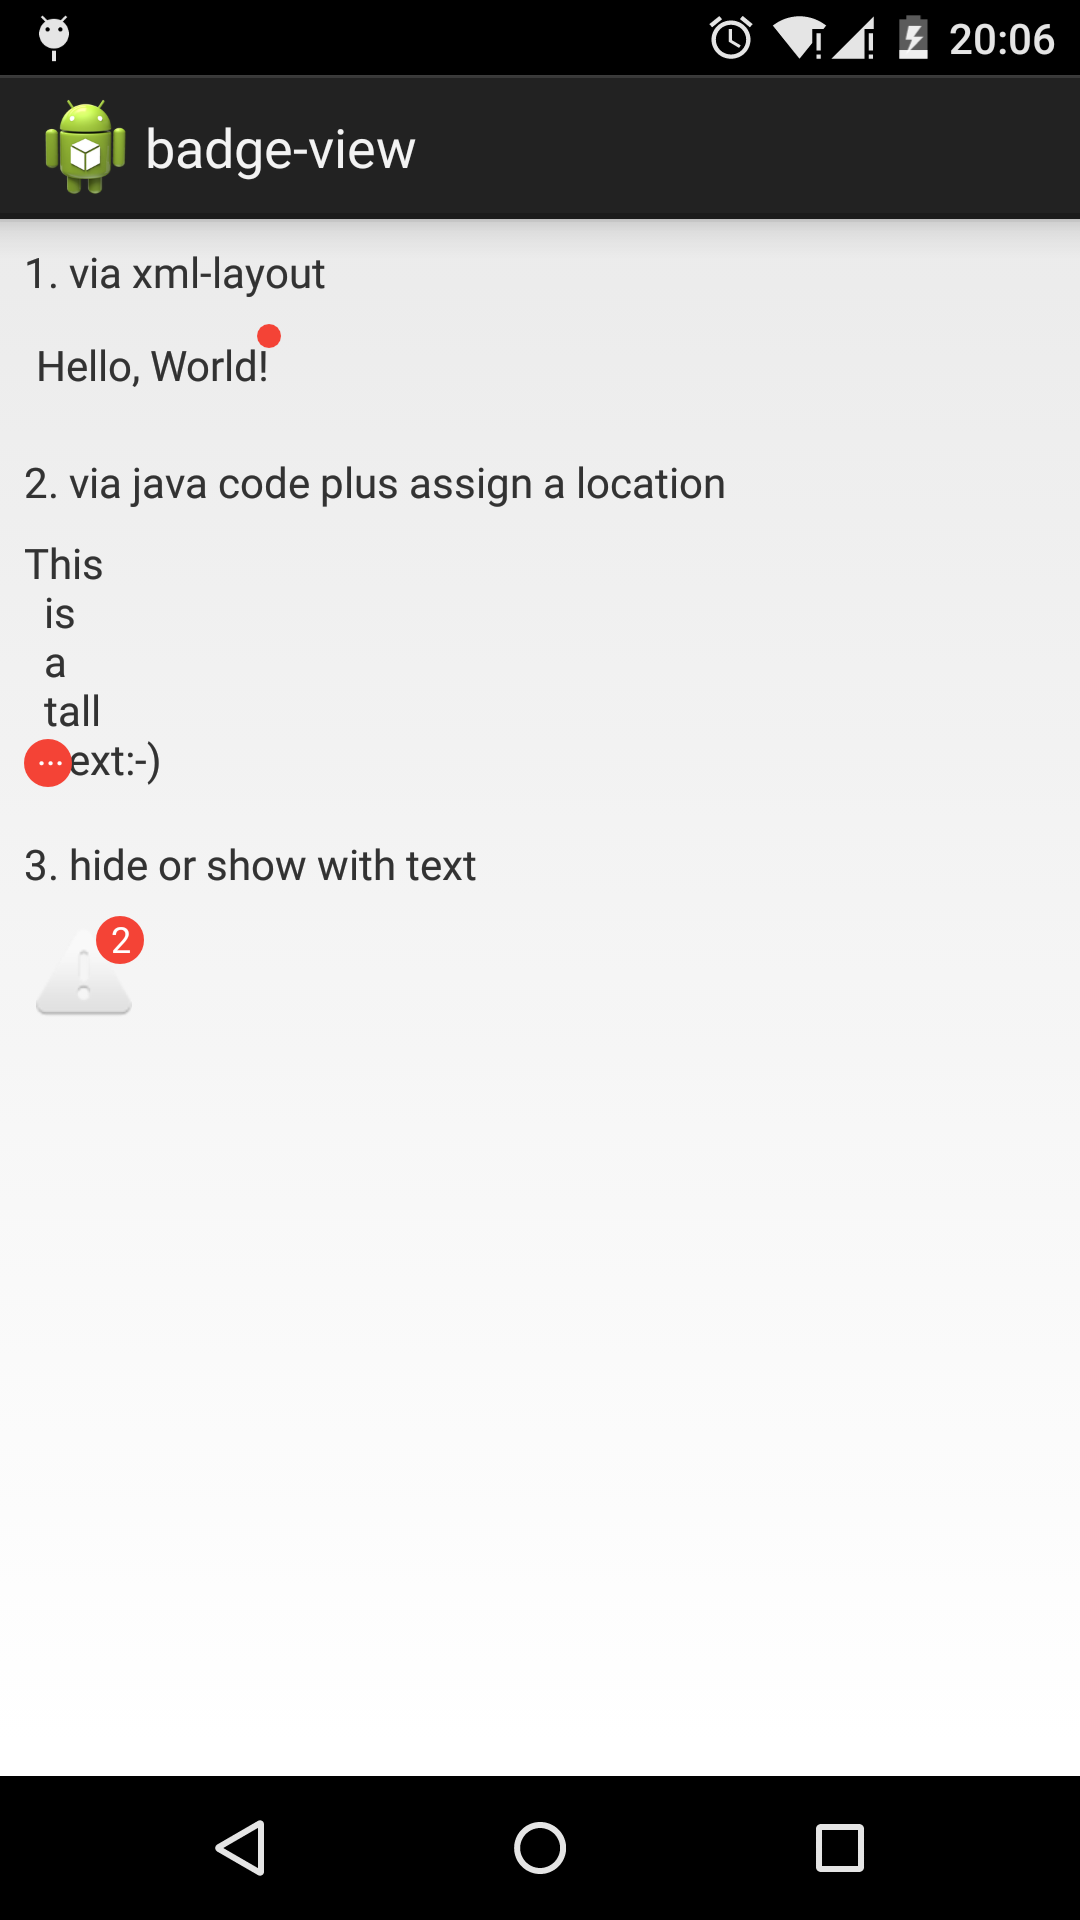 20:06
badge-view
1. via xml-layout
Hello, World!
2. via java code plus assign a location
This
is
a
tall
...ext:-)
3. hide or show with text
2